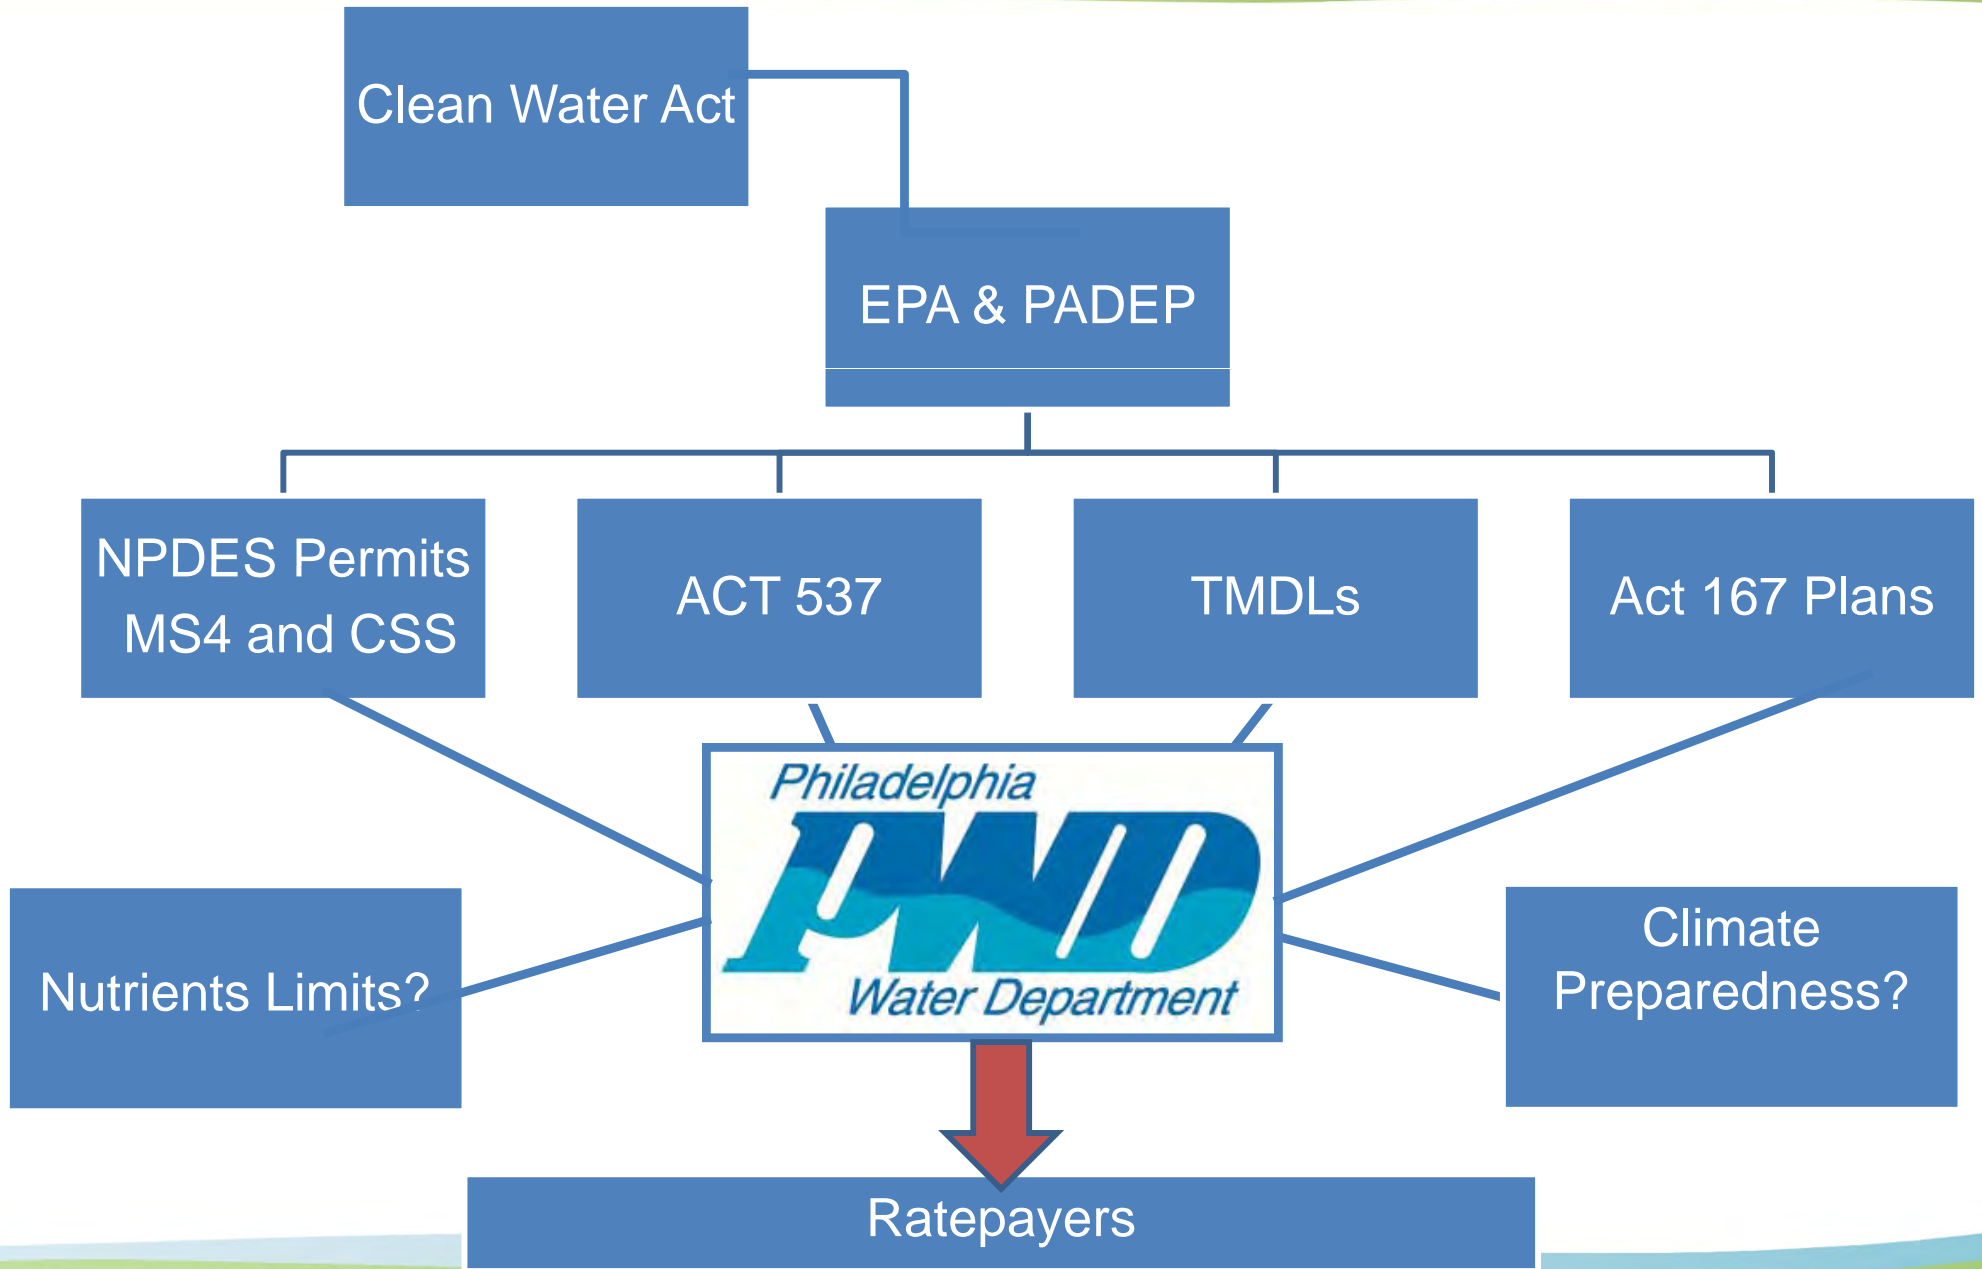 Clean Water Act
EPA & PADEP
NPDES Permits
MS4 and CSS
ACT 537
TMDLs
Act 167 Plans
Philadelphia
PWD
Water Department
Nutrients Limits?
Climate
Preparedness?
Ratepayers